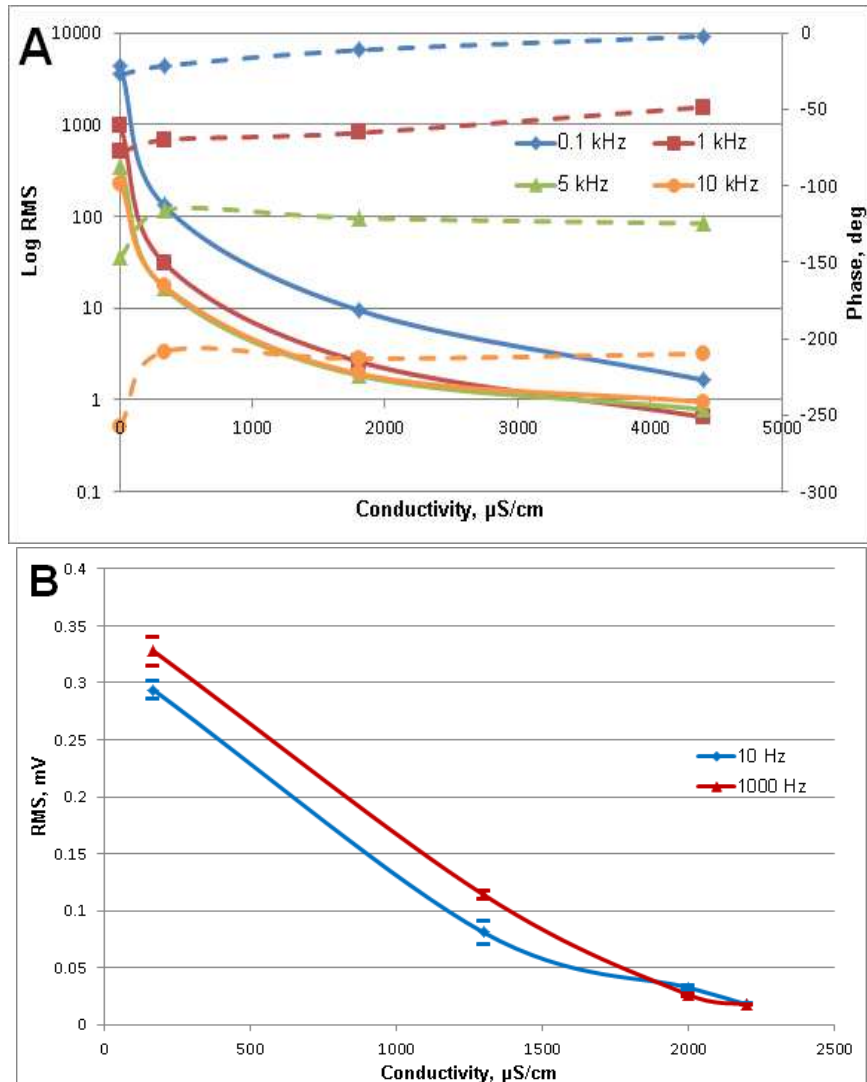 A
10000
1000
100
10
1
0.1
Log RMS
0
-50
-100
-150
-200
-250
-300
Phase, deg
0.1 kHz
1 kHz
5 kHz
10 kHz
0
1000
2000
3000
4000
5000
Conductivity, µS/cm
B
0.4
0.35
0.3
0.25
0.2
0.15
0.1
0.05
0
RMS, mV
10 Hz
1000 Hz
0
500
1000
1500
2000
2500
Conductivity, µS/cm